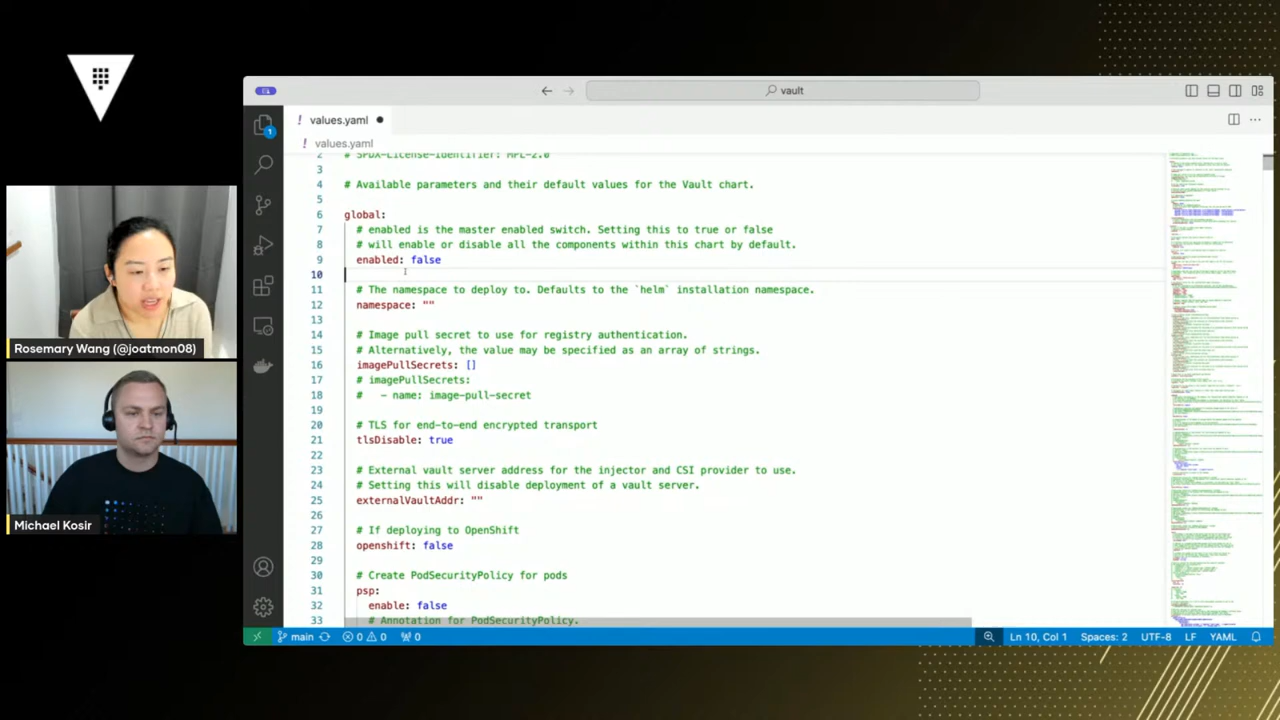 vault
values.yaml
values.yaml
1
2 # SPDX-License-Identifier: MPL-2.0
3
4 # Available parameters and their default values for the Vault chart.
5
6 global:
7 # enabled is the master enabled switch. Setting this to true or false
8 # will enable or disable all the components within this chart by default.
9 enabled: false
10
11 # The namespace to deploy to. Defaults to the `helm` installation namespace.
12 namespace: ""
13
14 # Image pull secret to use for registry authentication.
15 # Alternatively, the value may be specified as an array of strings.
16 imagePullSecrets: []
17 # imagePullSecrets:
18 # - name: image-pull-secret
19
20 # TLS for end-to-end encrypted transport
21 tlsDisable: true
22
23 # External vault server address for the injector and CSI provider to use.
24 # Setting this will disable deployment of a vault server.
25 externalVaultAddr: ""
26
27 # If deploying to OpenShift
28 openshift: false
29
30 # Create PodSecurityPolicy for pods
31 psp:
32 enable: false
33 # Annotation for PodSecurityPolicy.
Rosemary Wang (@joatmon08)
Michael Kosir
main 0 0 0 Ln 10, Col 1 Spaces: 2 UTF-8 LF YAML